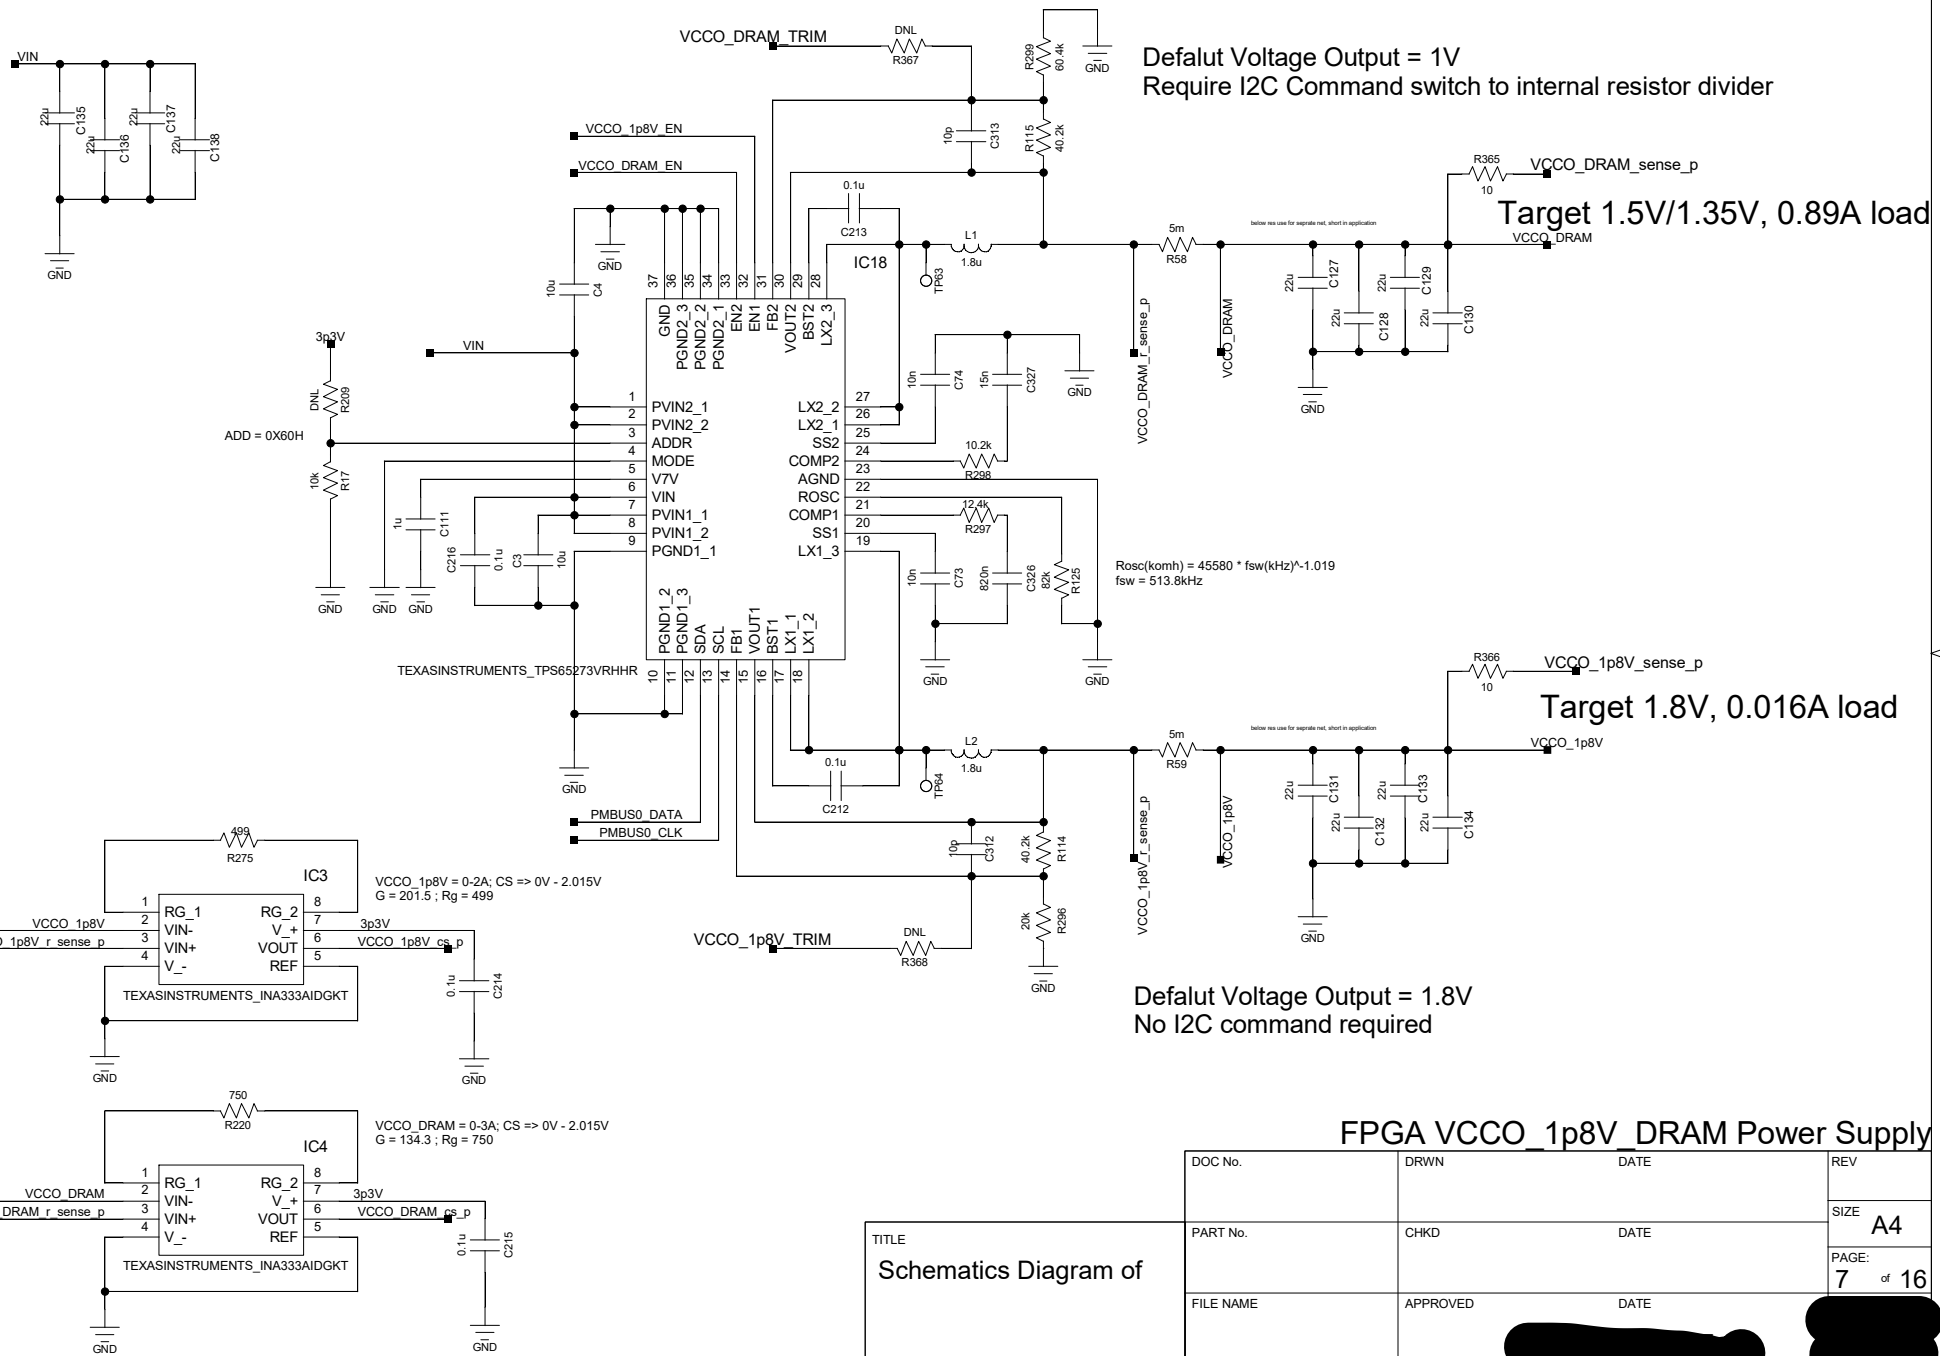 VIN
22u
C135
22u
C136
22u
C137
22u
C138
GND
VCCO_DRAM_TRIM
DNL
R367
R299
60.4k
GND
Defalut Voltage Output = 1V
Require I2C Command switch to internal resistor divider
VCCO_1p8V_EN
VCCO_DRAM_EN
10p
C313
R115
40.2k
0.1u
C213
GND
10u
C4
IC18
L1
1.8u
TP63
5m
R58
below res use for seprate net, short in application
R365
10
VCCO_DRAM_sense_p
Target 1.5V/1.35V, 0.89A load
VCCO_DRAM
VCCO_DRAM_r_sense_p
VCCO_DRAM
22u
C127
22u
C128
22u
C129
22u
C130
GND
37
36
35
34
33
32
31
30
29
28
GND
PGND2_3
PGND2_2
PGND2_1
EN2
EN1
FB2
VOUT2
BST2
LX2_3
3p3V
VIN
DNL
R209
ADD = 0X60H
10k
R17
GND
GND
GND
1u
C111
C216
0.1u
C3
10u
1 PVIN2_1
2 PVIN2_2
3 ADDR
4 MODE
5 V7V
6 VIN
7 PVIN1_1
8 PVIN1_2
9 PGND1_1
LX2_2 27
LX2_1 26
SS2 25
COMP2 24
AGND 23
ROSC 22
COMP1 21
SS1 20
LX1_3 19
10n
C74
15n
C327
GND
10.2k
R298
12.4k
R297
10n
C73
820n
C326
82k
R125
GND
GND
Rosc(komh) = 45580 * fsw(kHz)^-1.019
fsw = 513.8kHz
PGND1_2
PGND1_3
SDA
SCL
FB1
VOUT1
BST1
LX1_1
LX1_2
10
11
12
13
14
15
16
17
18
TEXASINSTRUMENTS_TPS65273VRHHR
GND
PMBUS0_DATA
PMBUS0_CLK
0.1u
C212
L2
1.8u
TP64
5m
R59
below res use for seprate net, short in application
R366
10
VCCO_1p8V_sense_p
Target 1.8V, 0.016A load
VCCO_1p8V
VCCO_1p8V_r_sense_p
VCCO_1p8V
22u
C131
22u
C132
22u
C133
22u
C134
GND
10p
C312
40.2k
R114
20k
R296
GND
VCCO_1p8V_TRIM
DNL
R368
Defalut Voltage Output = 1.8V
No I2C command required
499
R275
IC3
VCCO_1p8V = 0-2A; CS => 0V - 2.015V
G = 201.5 ; Rg = 499
1 RG_1 RG_2 8
VCCO_1p8V 2 VIN- V_+ 7 3p3V
O_1p8V_r_sense_p 3 VIN+ VOUT 6 VCCO_1p8V_cs_p
4 V_- REF 5
TEXASINSTRUMENTS_INA333AIDGKT
0.1u
C214
GND
GND
750
R220
IC4
VCCO_DRAM = 0-3A; CS => 0V - 2.015V
G = 134.3 ; Rg = 750
1 RG_1 RG_2 8
VCCO_DRAM 2 VIN- V_+ 7 3p3V
DRAM_r_sense_p 3 VIN+ VOUT 6 VCCO_DRAM_cs_p
4 V_- REF 5
TEXASINSTRUMENTS_INA333AIDGKT
0.1u
C215
GND
GND
FPGA VCCO_1p8V_DRAM Power Supply
DOC No.
DRWN
DATE
REV
SIZE
A4
TITLE
Schematics Diagram of
PART No.
CHKD
DATE
PAGE:
7 of 16
FILE NAME
APPROVED
DATE